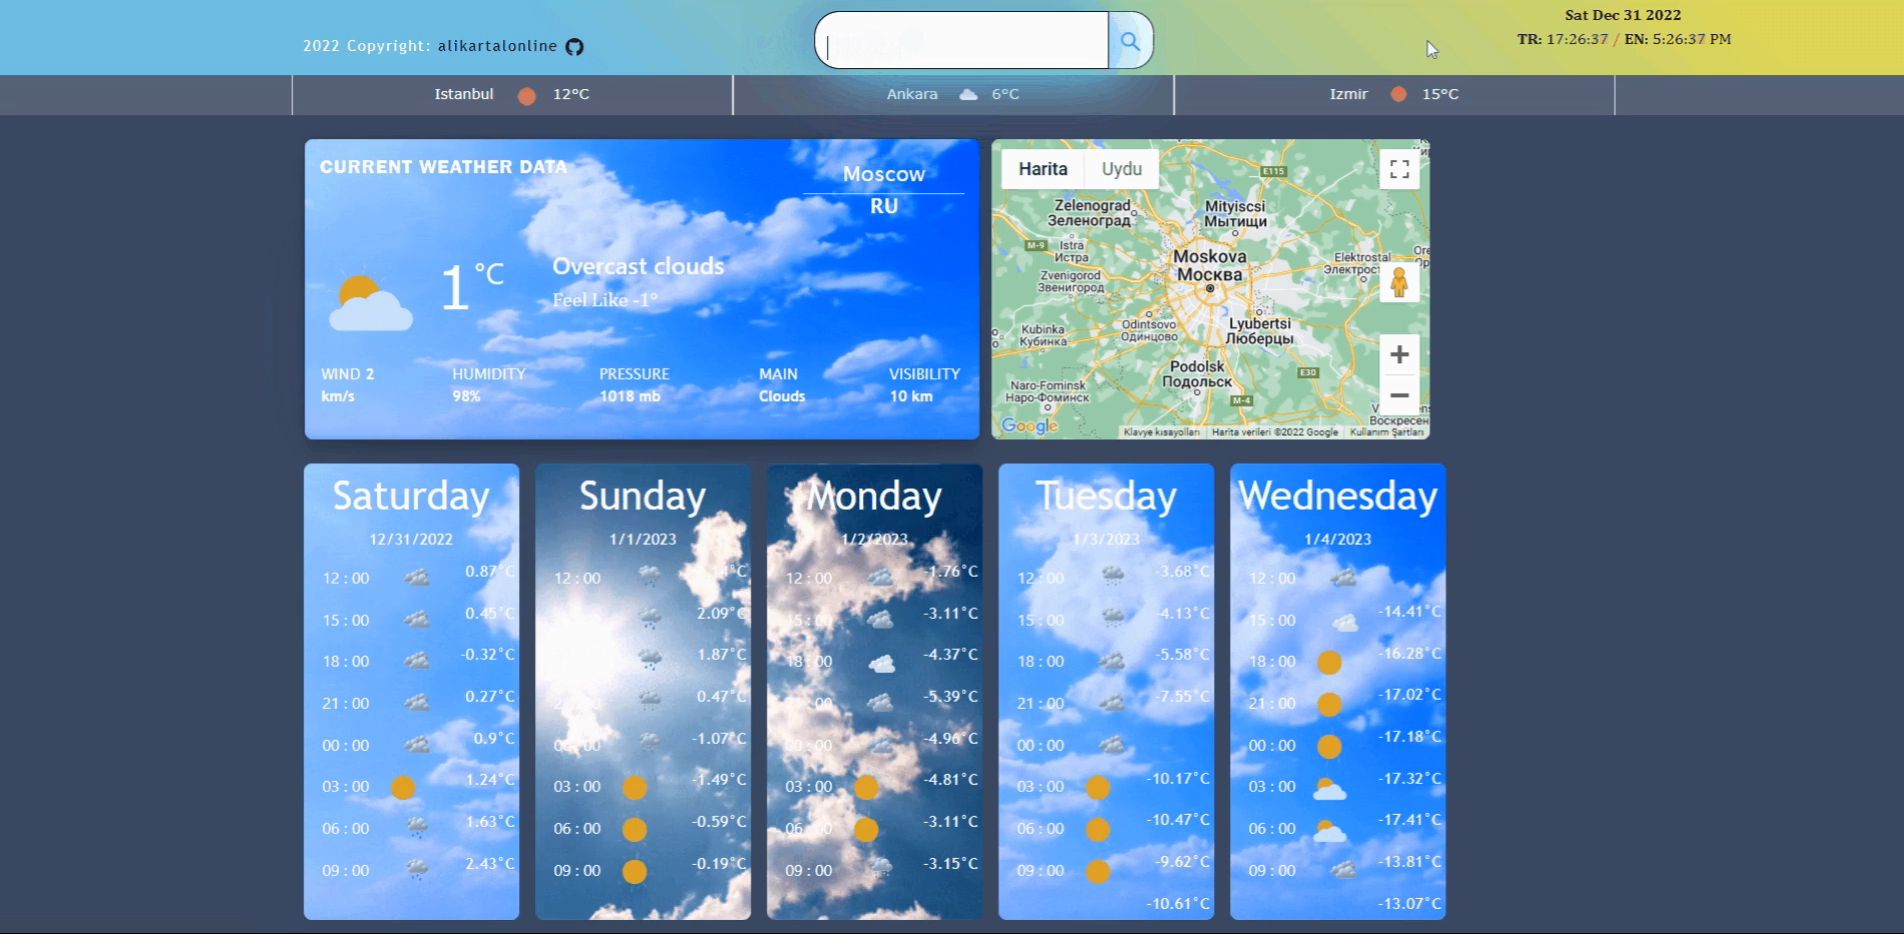 2022 Copyright: alikartalonline
Sat Dec 31 2022
TR: 17:26:37 / EN: 5:26:37 PM
Istanbul 12°C
Ankara 6°C
Izmir 15°C
CURRENT WEATHER DATA
Moscow
RU
1 °C
Overcast clouds
Feel Like -1°
WIND 2 km/s
HUMIDITY 98%
PRESSURE 1018 mb
MAIN Clouds
VISIBILITY 10 km
Harita Uydu
E115
Zelenograd
Зеленоград
Mityiscsi
Мытищи
M-9
Istra
Истра
Moskova
Москва
Elektrostal
Электрост
Zvenigorod
Звенигород
Kubinka
Кубинка
Odintsovo
Одинцово
Lyubertsi
Люберцы
Podolsk
Подольск
E30
Naro-Fominsk
Наро-Фоминск
M-4
Воскресен
Google
Klavye kısayolları Harita verileri ©2022 Google Kullanım Şartları
Saturday
12/31/2022
12 : 00 0.87°C
15 : 00 0.45°C
18 : 00 -0.32°C
21 : 00 0.27°C
00 : 00 0.9°C
03 : 00 1.24°C
06 : 00 1.63°C
09 : 00 2.43°C
Sunday
1/1/2023
12 : 00
2.09°C
1.87°C
0.47°C
-1.07°C
03 : 00 -1.49°C
06 : 00 -0.59°C
09 : 00 -0.19°C
Monday
1/2/2023
12 : 00 -1.76°C
15 : 00 -3.11°C
18 : 00 -4.37°C
-5.39°C
00 : 00 -4.96°C
03 : 00 -4.81°C
06 : 00 -3.11°C
09 : 00 -3.15°C
Tuesday
1/3/2023
12 : 00 -3.68°C
15 : 00 -4.13°C
18 : 00 -5.58°C
21 : 00 -7.55°C
00 : 00
03 : 00 -10.17°C
06 : 00 -10.47°C
09 : 00 -9.62°C
-10.61°C
Wednesday
1/4/2023
12 : 00
15 : 00 -14.41°C
18 : 00 -16.28°C
21 : 00 -17.02°C
00 : 00 -17.18°C
03 : 00 -17.32°C
06 : 00 -17.41°C
09 : 00 -13.81°C
-13.07°C